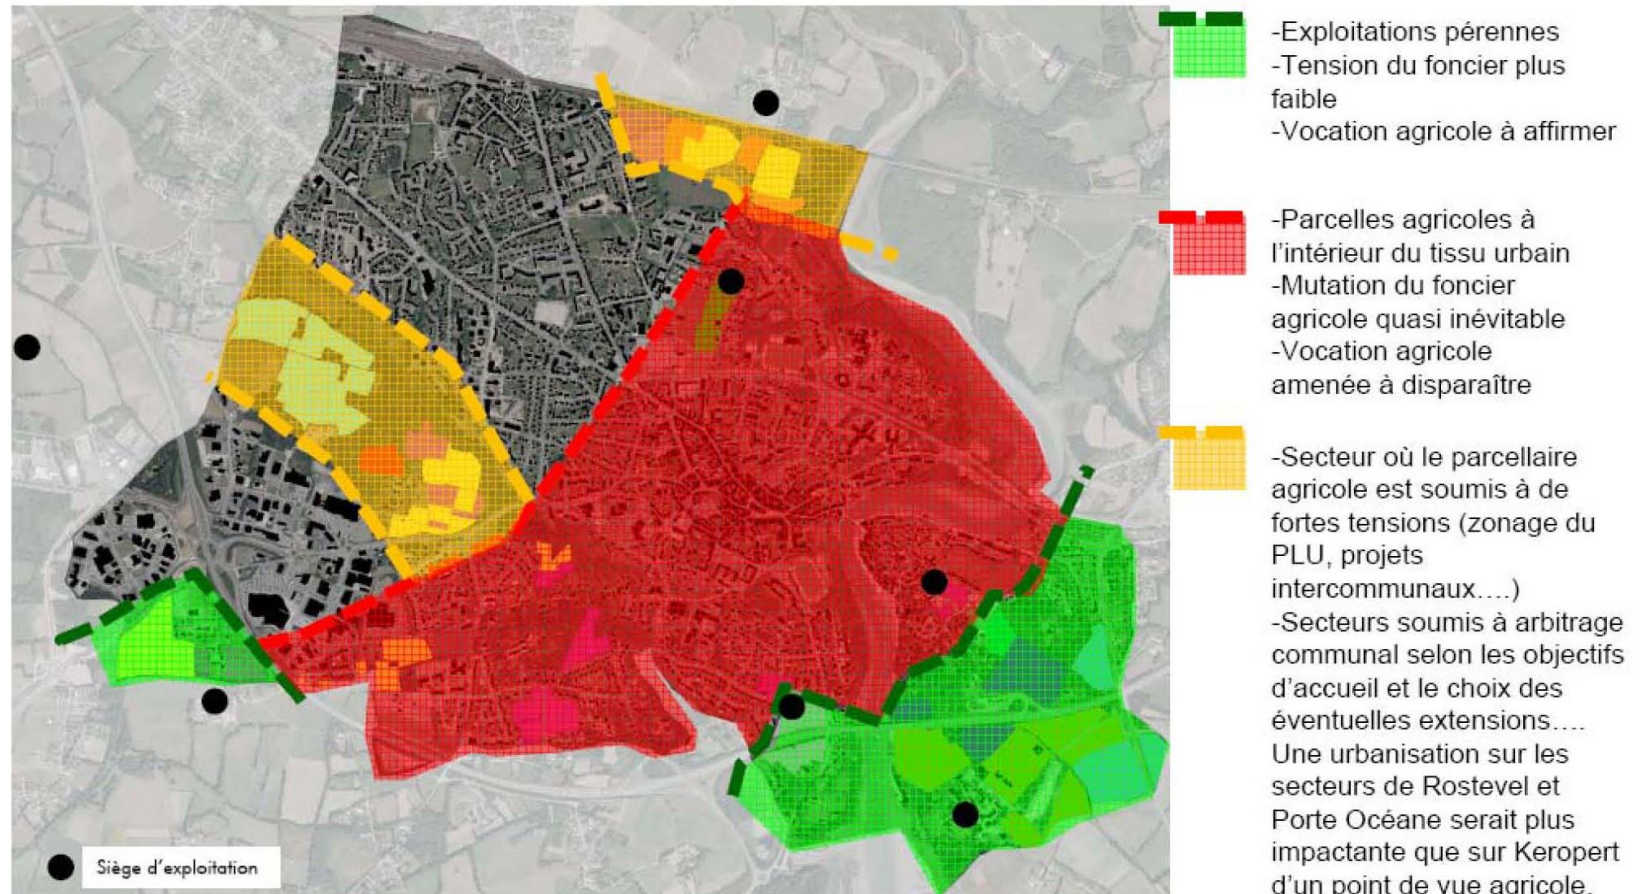 -Exploitations pérennes
-Tension du foncier plus
faible
-Vocation agricole à affirmer
-Parcelles agricoles à
l'intérieur du tissu urbain
-Mutation du foncier
agricole quasi inévitable
-Vocation agricole
amenée à disparaître
-Secteur où le parcellaire
agricole est soumis à de
fortes tensions (zonage du
PLU, projets
intercommunaux….)
-Secteurs soumis à arbitrage
communal selon les objectifs
d'accueil et le choix des
éventuelles extensions….
Une urbanisation sur les
secteurs de Rostevel et
Porte Océane serait plus
impactante que sur Keropert
d'un point de vue agricole.
Siège d'exploitation